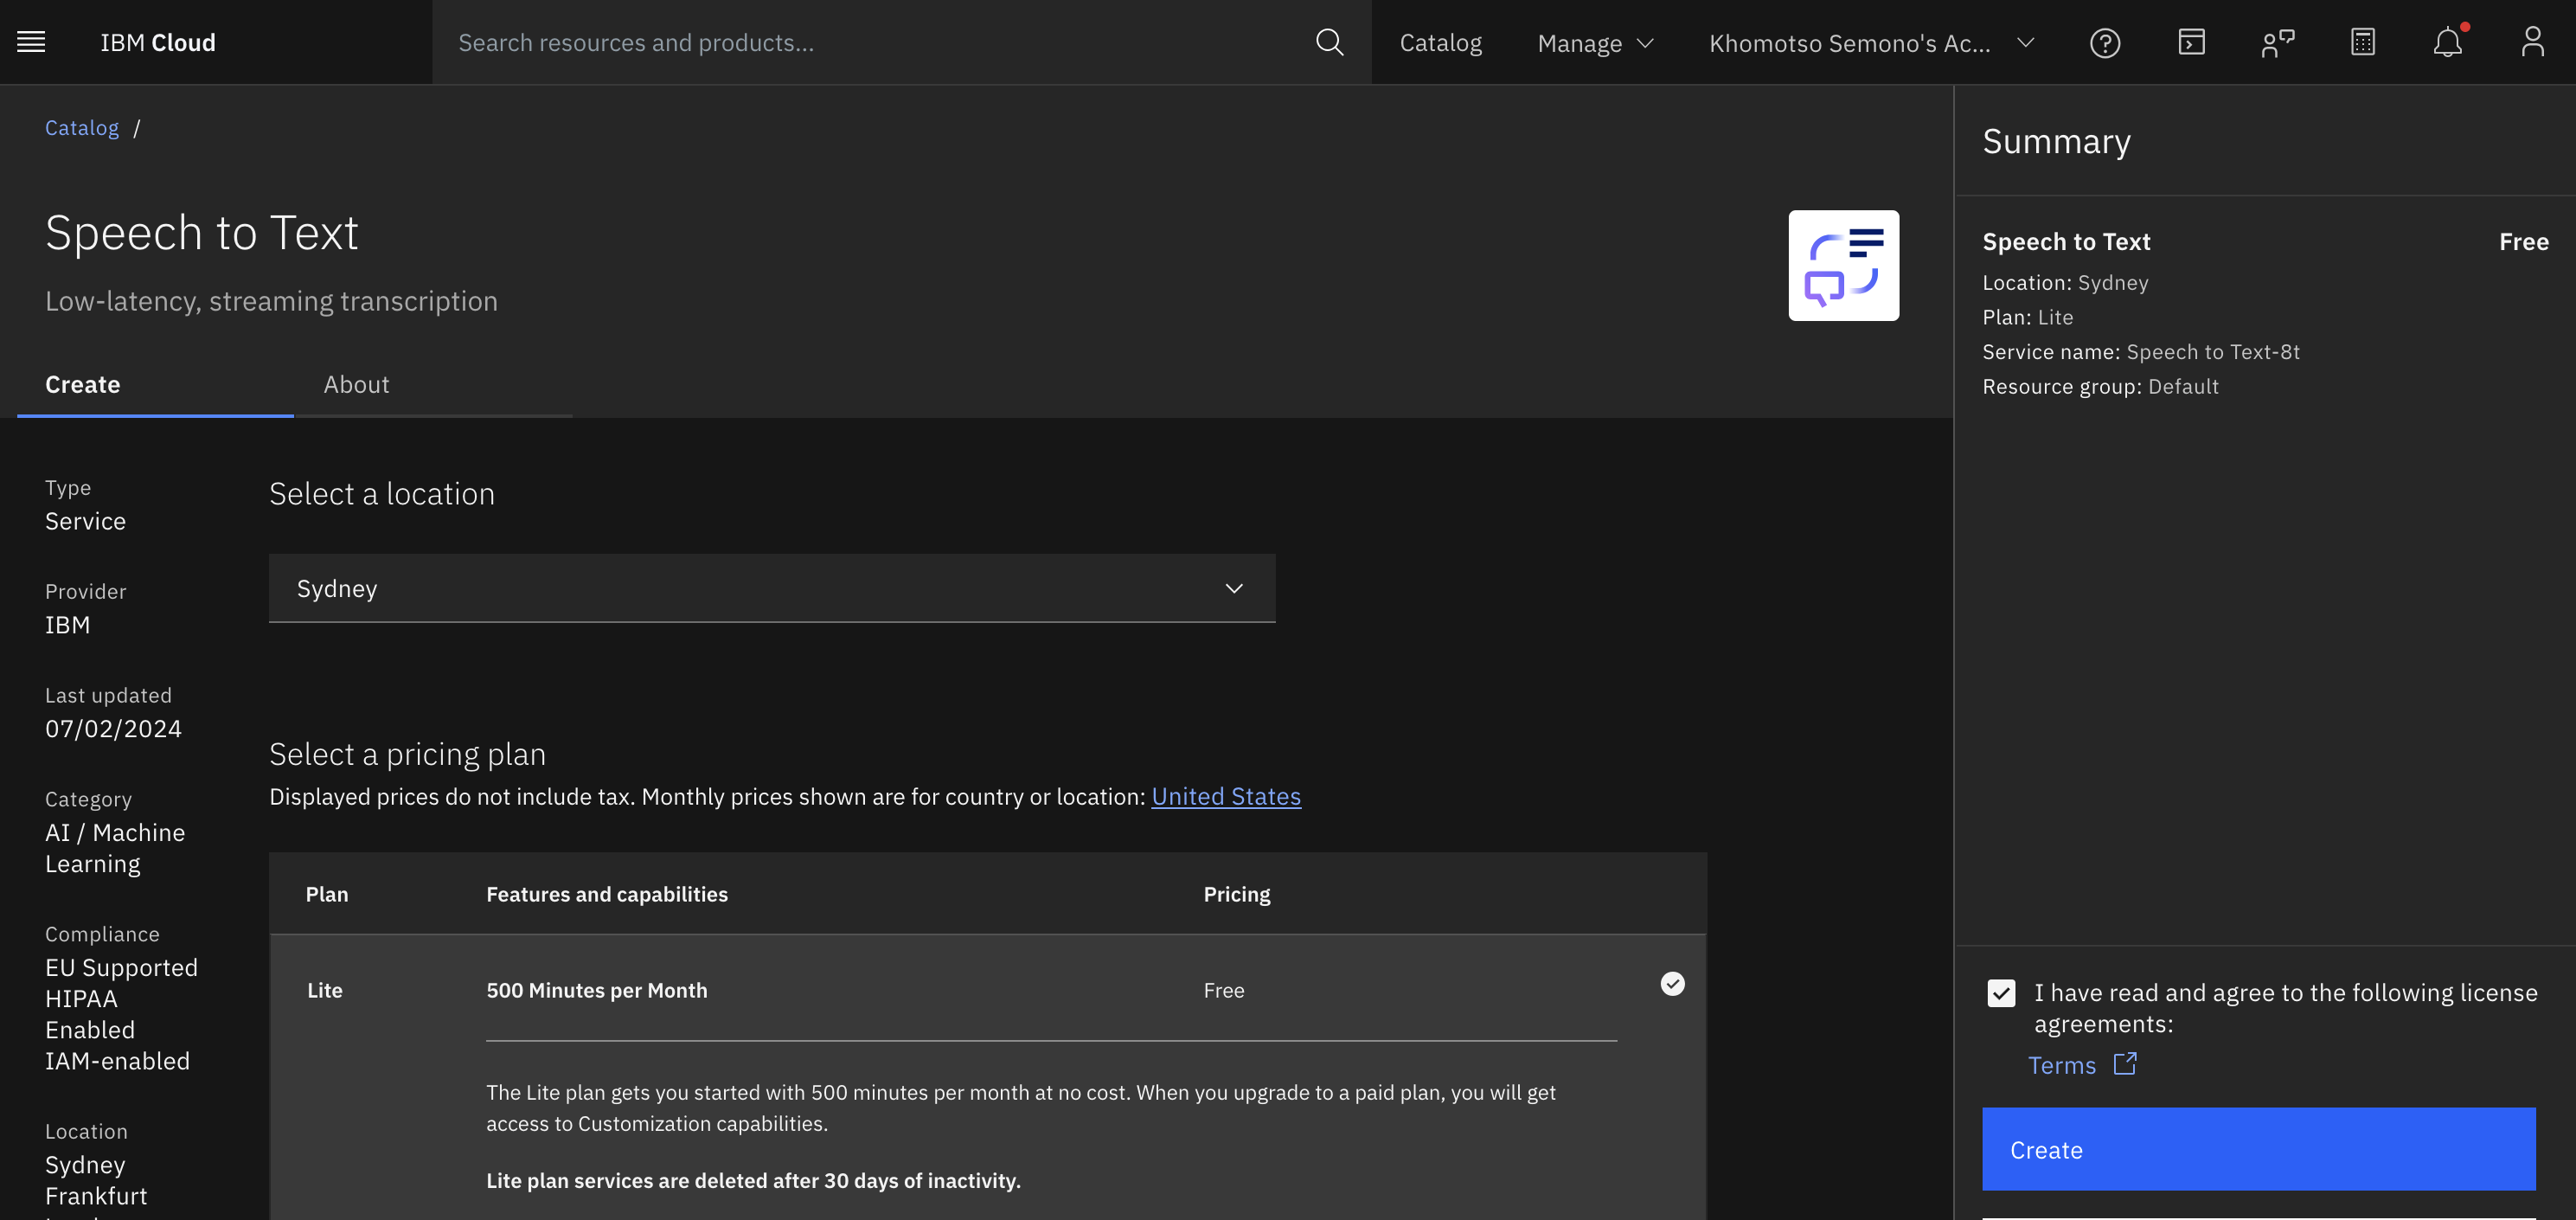 IBM Cloud
Search resources and products...
Catalog
Manage
Khomotso Semono's Ac...
Catalog /
Speech to Text
Low-latency, streaming transcription
Create
About
Type
Service
Provider
IBM
Last updated
07/02/2024
Category
AI / Machine
Learning
Compliance
EU Supported
HIPAA
Enabled
IAM-enabled
Location
Sydney
Frankfurt
Select a location
Sydney
Select a pricing plan
Displayed prices do not include tax. Monthly prices shown are for country or location: United States
Plan Features and capabilities Pricing
Lite 500 Minutes per Month Free
The Lite plan gets you started with 500 minutes per month at no cost. When you upgrade to a paid plan, you will get
access to Customization capabilities.
Lite plan services are deleted after 30 days of inactivity.
Summary
Speech to Text Free
Location: Sydney
Plan: Lite
Service name: Speech to Text-8t
Resource group: Default
I have read and agree to the following license
agreements:
Terms
Create